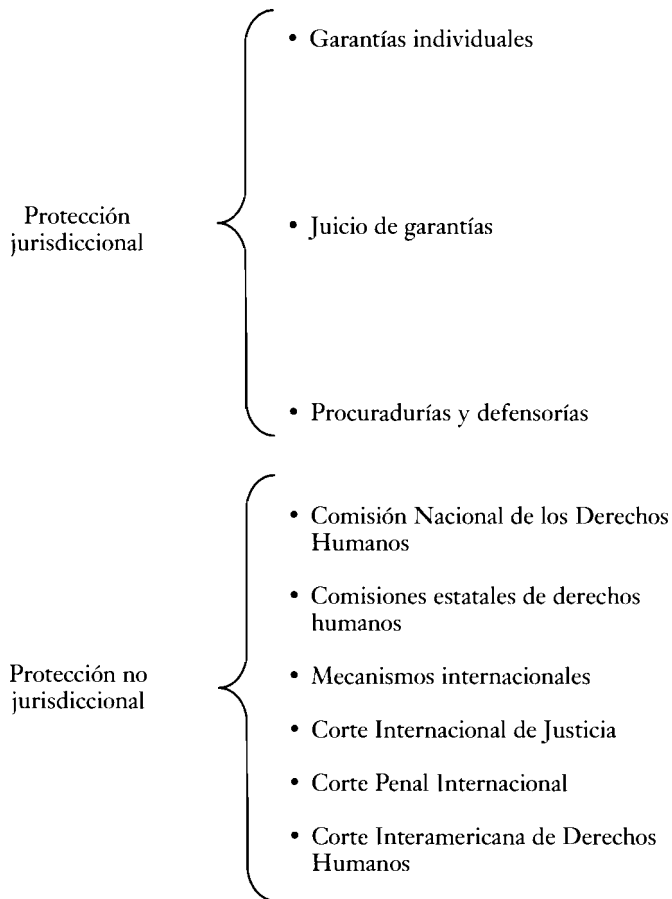 Protección
jurisdiccional
• Garantías individuales
• Juicio de garantías
• Procuradurías y defensorías
Protección no
jurisdiccional
• Comisión Nacional de los Derechos
Humanos
• Comisiones estatales de derechos
humanos
• Mecanismos internacionales
• Corte Internacional de Justicia
• Corte Penal Internacional
• Corte Interamericana de Derechos
Humanos